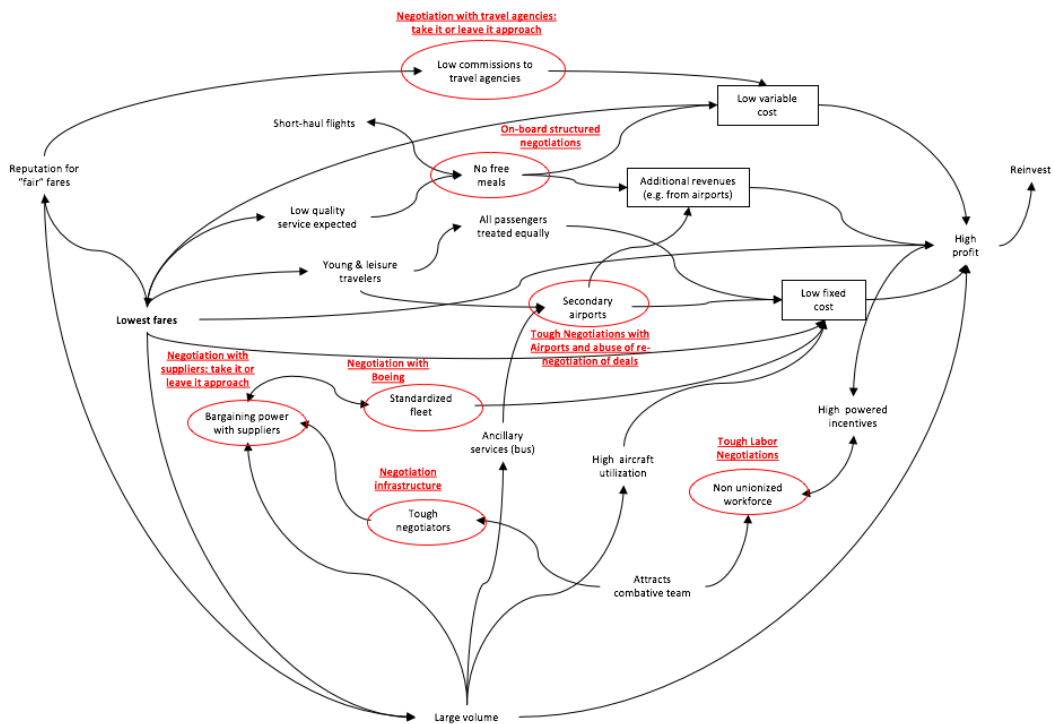 Negotiation with travel agencies:
take it or leave it approach
Low commissions to
travel agencies
Low variable
cost
Short-haul flights
On-board structured
negotiations
Reputation for
"fair" fares
No free
meals
Additional revenues
(e.g. from airports)
Reinvest
Low quality
service expected
All passengers
treated equally
High
profit
Young & leisure
travelers
Secondary
airports
Low fixed
cost
Lowest fares
Tough Negotiations with
Airports and abuse of re-
negotiation of deals
Negotiation with
suppliers: take it or
leave it approach
Negotiation with
Boeing
Standardized
fleet
Bargaining power
with suppliers
High powered
incentives
Ancillary
services (bus)
High aircraft
utilization
Tough Labor
Negotiations
Negotiation
infrastructure
Non unionized
workforce
Tough
negotiators
Attracts
combative team
Large volume